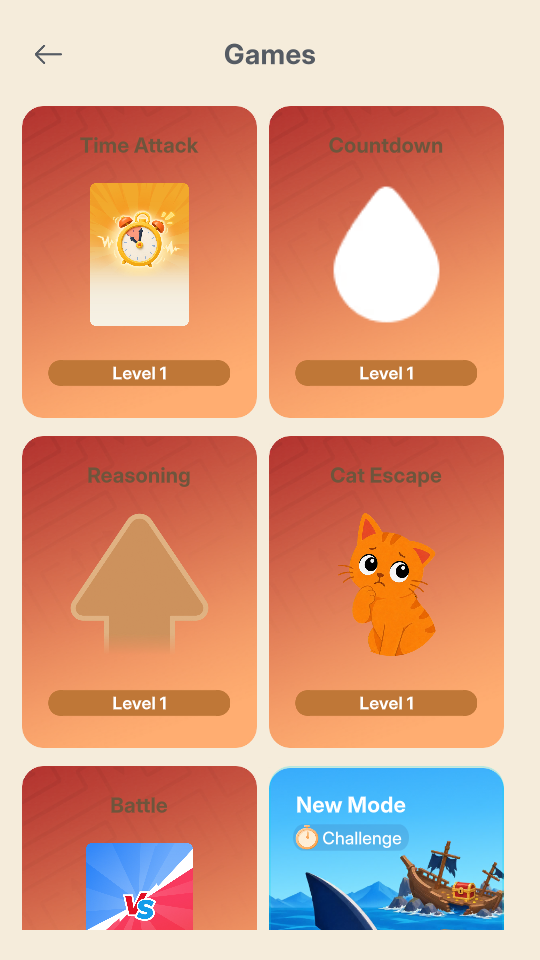 Games
Time Attack
Countdown
Level 1
Level 1
Reasoning
Cat Escape
Level 1
Level 1
Battle
New Mode
Challenge
VS